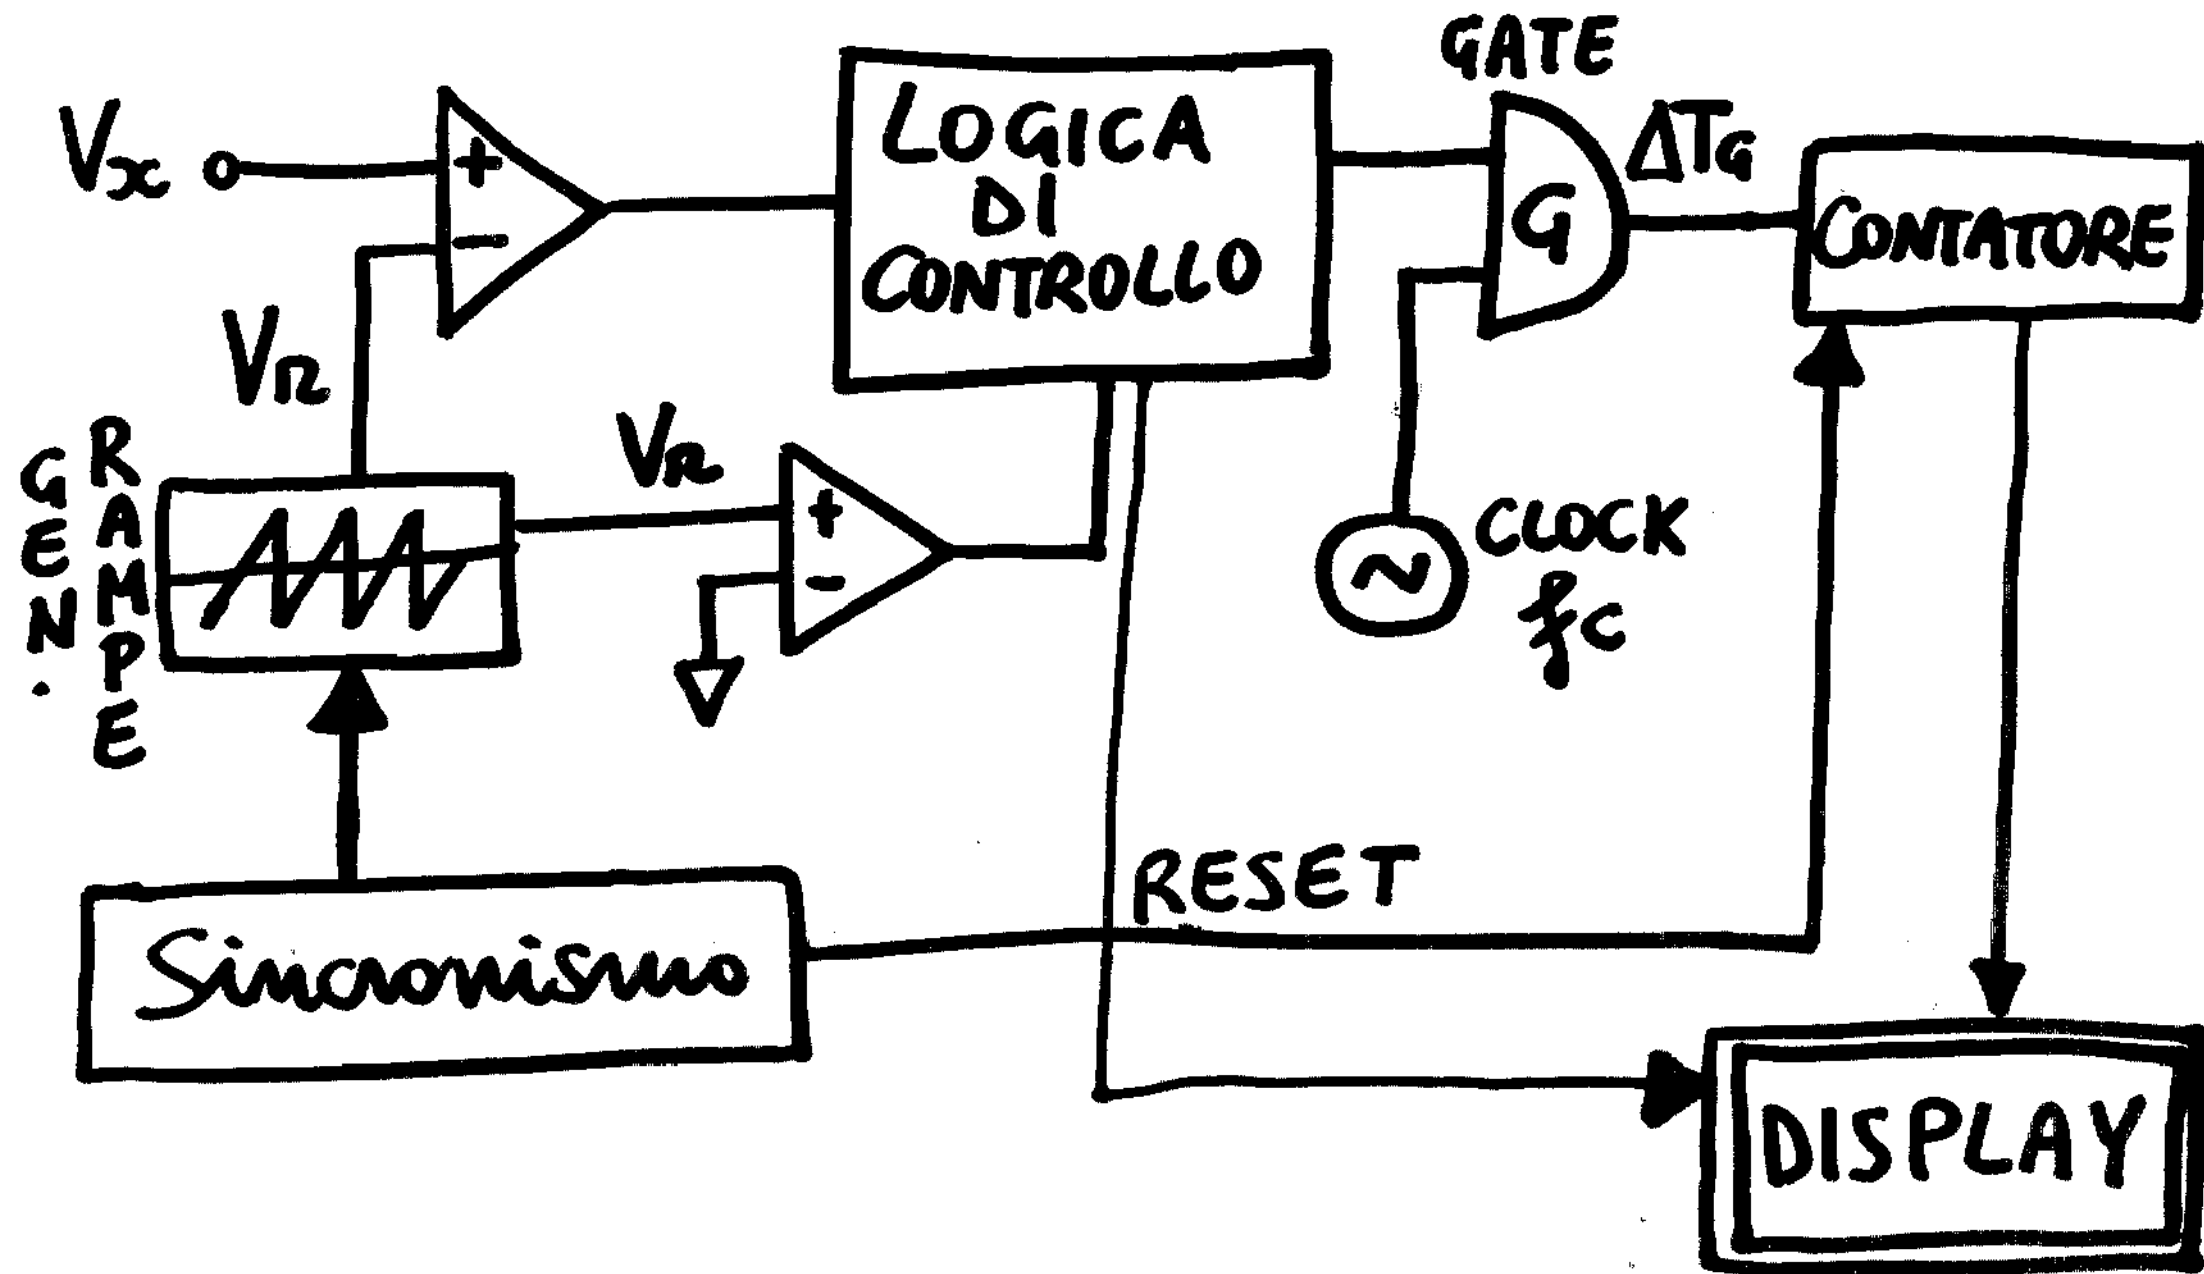 GATE
Vx
+
-
LOGICA
DI
CONTROLLO
G
ΔTG
CONTATORE
VR
GEN.
RAMPE
VR
+
-
CLOCK
fc
RESET
Sincronismo
DISPLAY